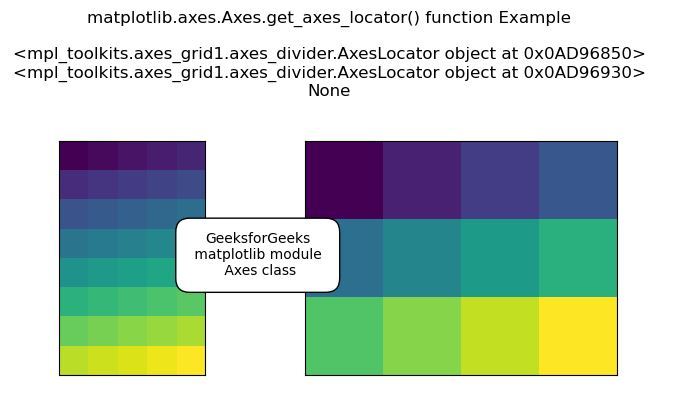 matplotlib.axes.Axes.get_axes_locator() function Example
<mpl_toolkits.axes_grid1.axes_divider.AxesLocator object at 0x0AD96850>
<mpl_toolkits.axes_grid1.axes_divider.AxesLocator object at 0x0AD96930>
None
GeeksforGeeks
matplotlib module
Axes class